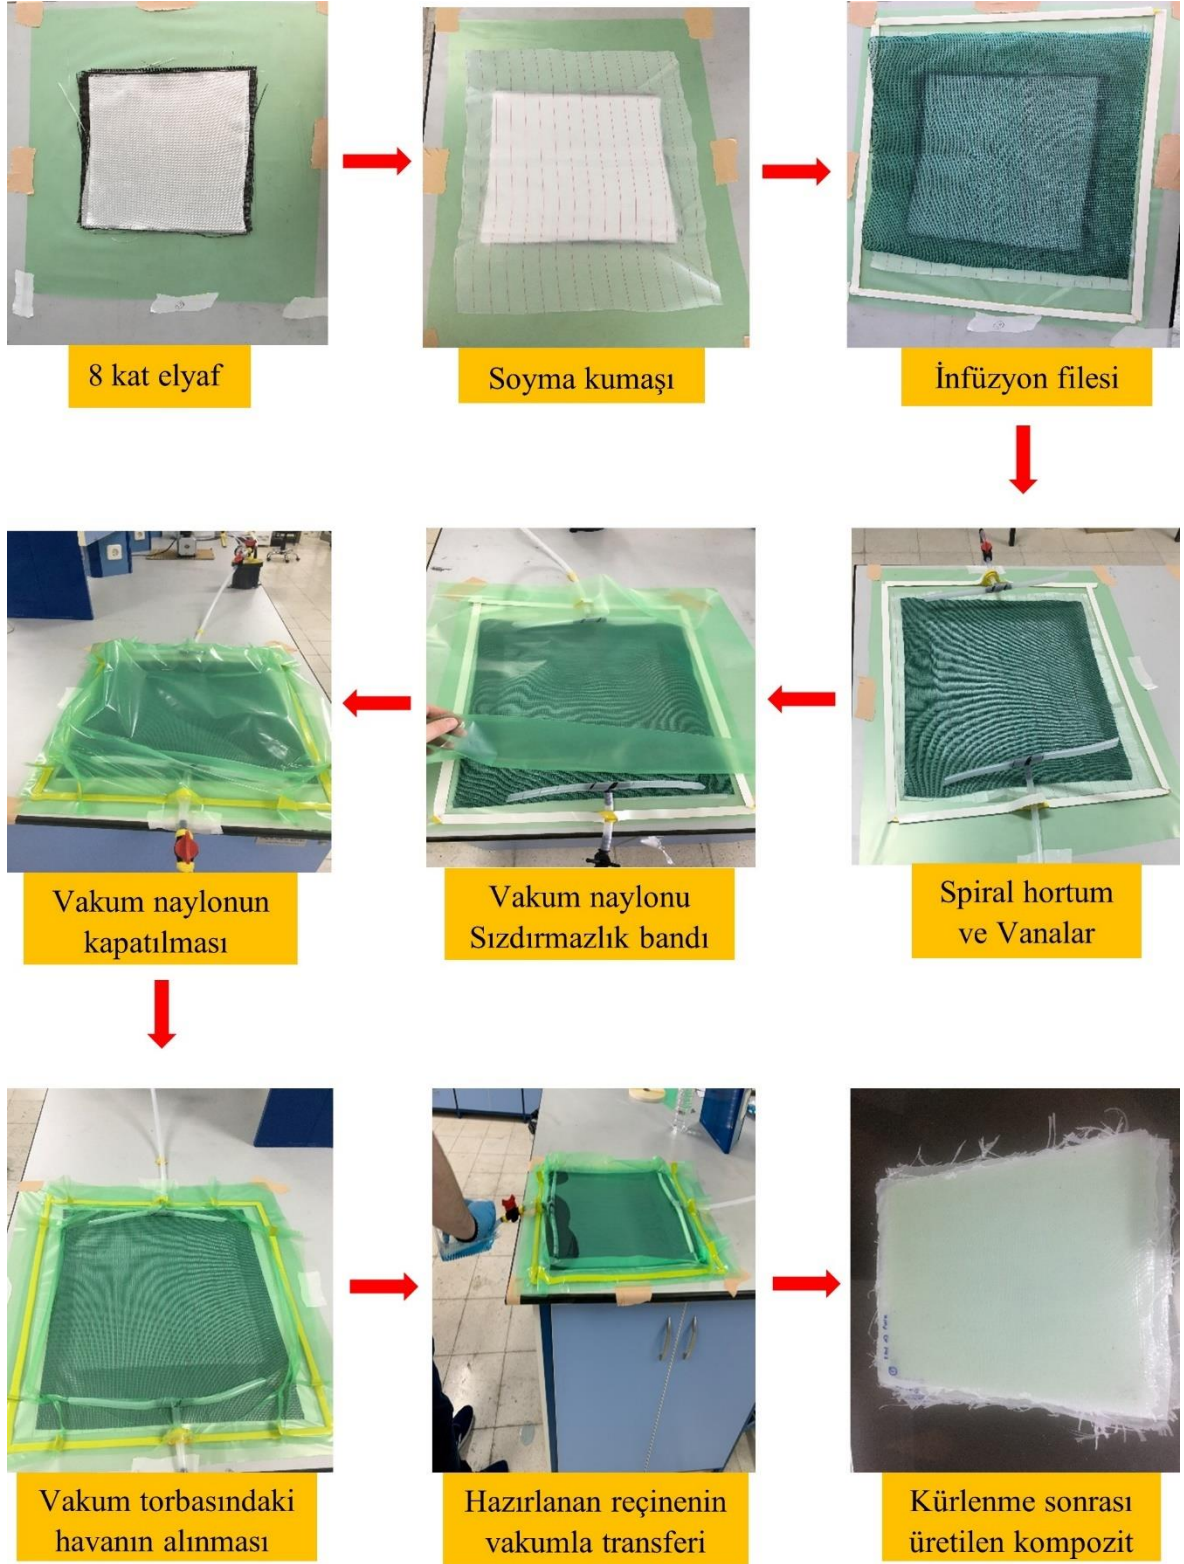 8 kat elyaf
Soyma kumaşı
İnfüzyon filesi
Spiral hortum
ve Vanalar
Vakum naylonu
Sızdırmazlık bandı
Vakum naylonun
kapatılması
Vakum torbasındaki
havanın alınması
Hazırlanan reçinenin
vakumla transferi
Kürlenme sonrası
üretilen kompozit